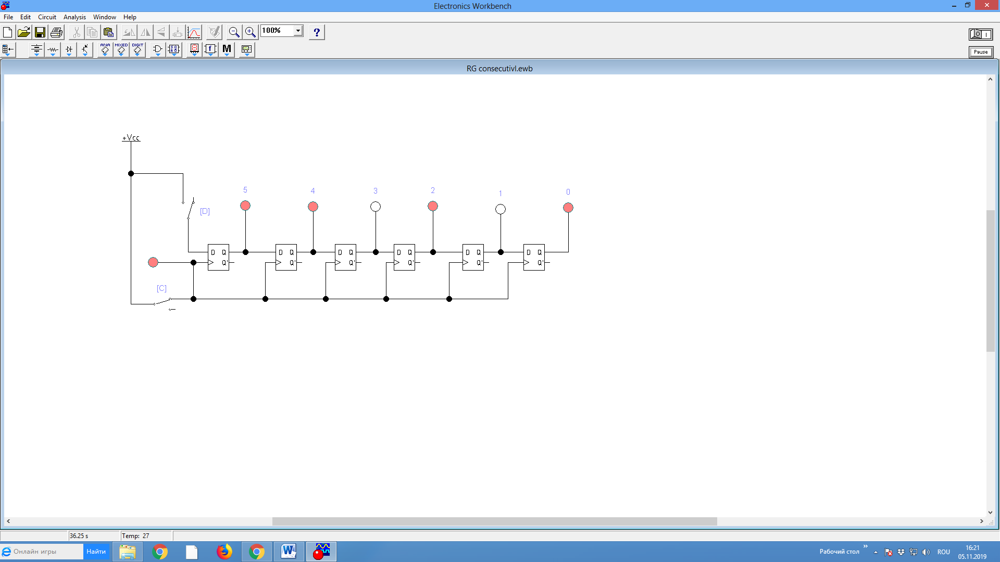 Electronics Workbench
File Edit Circuit Analysis Window Help
100% ?
I
ANA MIXED DIGIT f M
Pause
RG consecutivl.ewb
+Vcc
5 4 3 2 1 0
[D]
D Q D Q D Q D Q D Q D Q
Q' Q' Q' Q' Q' Q'
[C]
36.25 s Temp: 27
Онлайн игры Найти Рабочий стол » ROU 16:21
05.11.2019